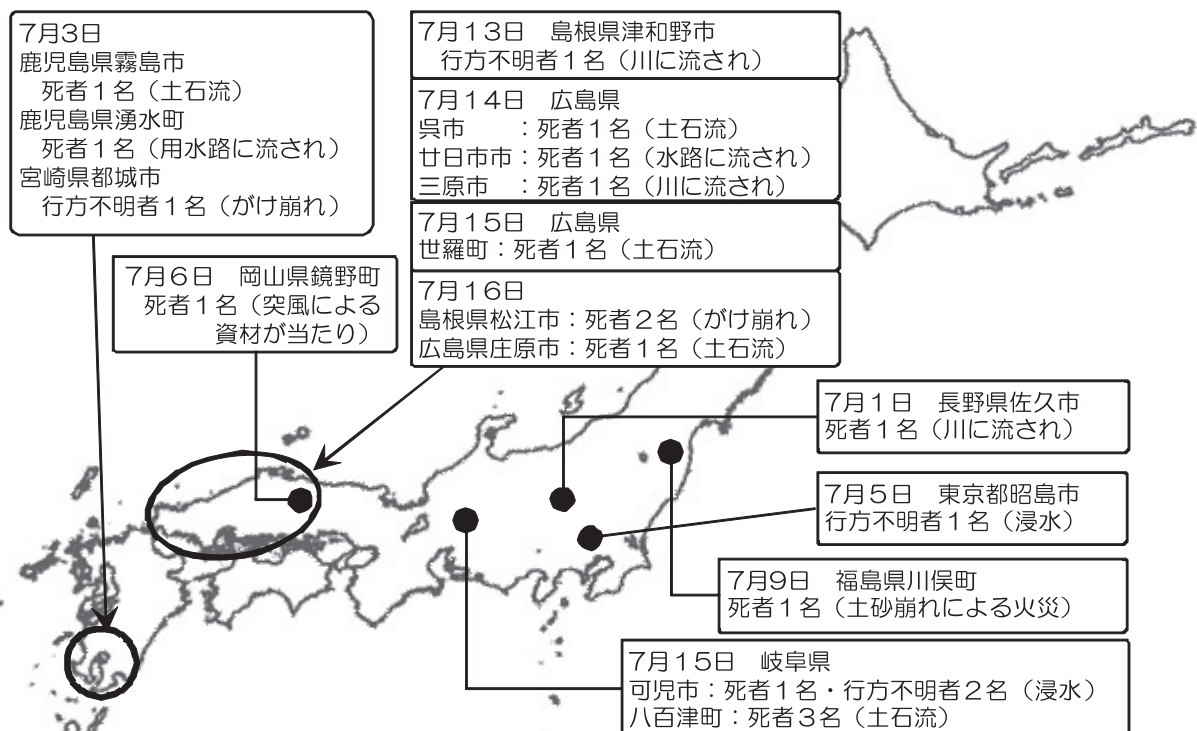 7月3日
鹿児島県霧島市
死者1名(土石流)
鹿児島県湧水町
死者1名(用水路に流され)
宮崎県都城市
行方不明者1名(がけ崩れ)
7月6日 岡山県鏡野町
死者1名(突風による
資材が当たり)
7月13日 島根県津和野市
行方不明者1名(川に流され)
7月14日 広島県
呉市 :死者1名(土石流)
廿日市市:死者1名(水路に流され)
三原市 :死者1名(川に流され)
7月15日 広島県
世羅町:死者1名(土石流)
7月16日
島根県松江市:死者2名(がけ崩れ)
広島県庄原市:死者1名(土石流)
7月1日 長野県佐久市
死者1名(川に流され)
7月5日 東京都昭島市
行方不明者1名(浸水)
7月9日 福島県川俣町
死者1名(土砂崩れによる火災)
7月15日 岐阜県
可児市:死者1名・行方不明者2名(浸水)
八百津町:死者3名(土石流)